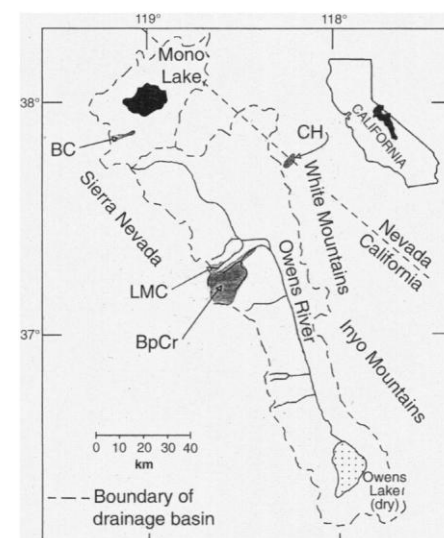 119°
118°
Mono
Lake
38°
CH
CALIFORNIA
BC
Sierra Nevada
White Mountains
Nevada
California
Owens River
LMC
BpCr
37°
Inyo Mountains
0 10 20 30 40
km
Owens
Lake
(dry)
Boundary of
drainage basin